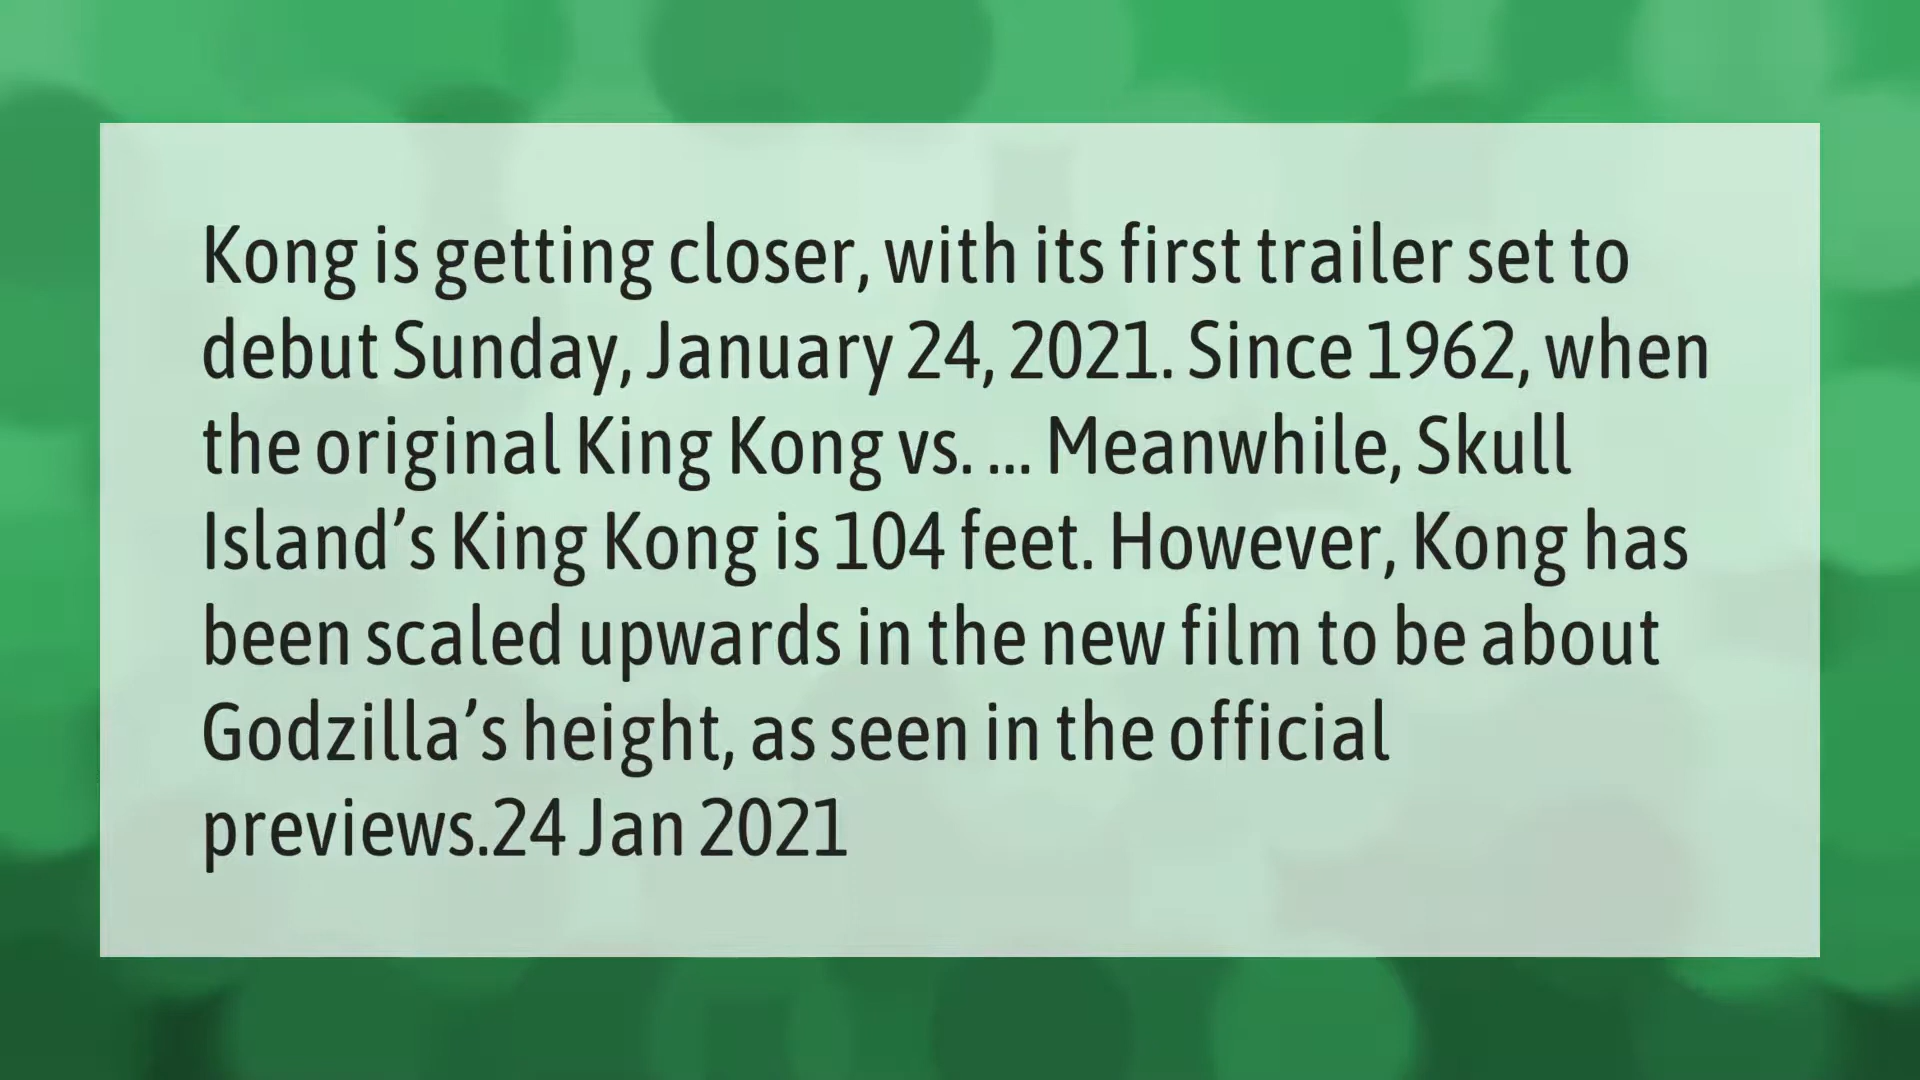 Kong is getting closer, with its first trailer set to
debut Sunday, January 24, 2021. Since 1962, when
the original King Kong vs. ... Meanwhile, Skull
Island’s King Kong is 104 feet. However, Kong has
been scaled upwards in the new film to be about
Godzilla’s height, as seen in the official
previews.24 Jan 2021